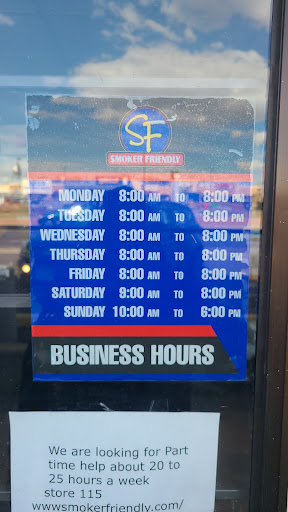 SF
SMOKER FRIENDLY
MONDAY 8:00 AM TO 8:00 PM
TUESDAY 8:00 AM TO 8:00 PM
WEDNESDAY 8:00 AM TO 8:00 PM
THURSDAY 8:00 AM TO 8:00 PM
FRIDAY 8:00 AM TO 8:00 PM
SATURDAY 9:00 AM TO 8:00 PM
SUNDAY 10:00 AM TO 6:00 PM
BUSINESS HOURS
We are looking for Part
time help about 20 to
25 hours a week
store 115
wwwsmokerfriendly.com/